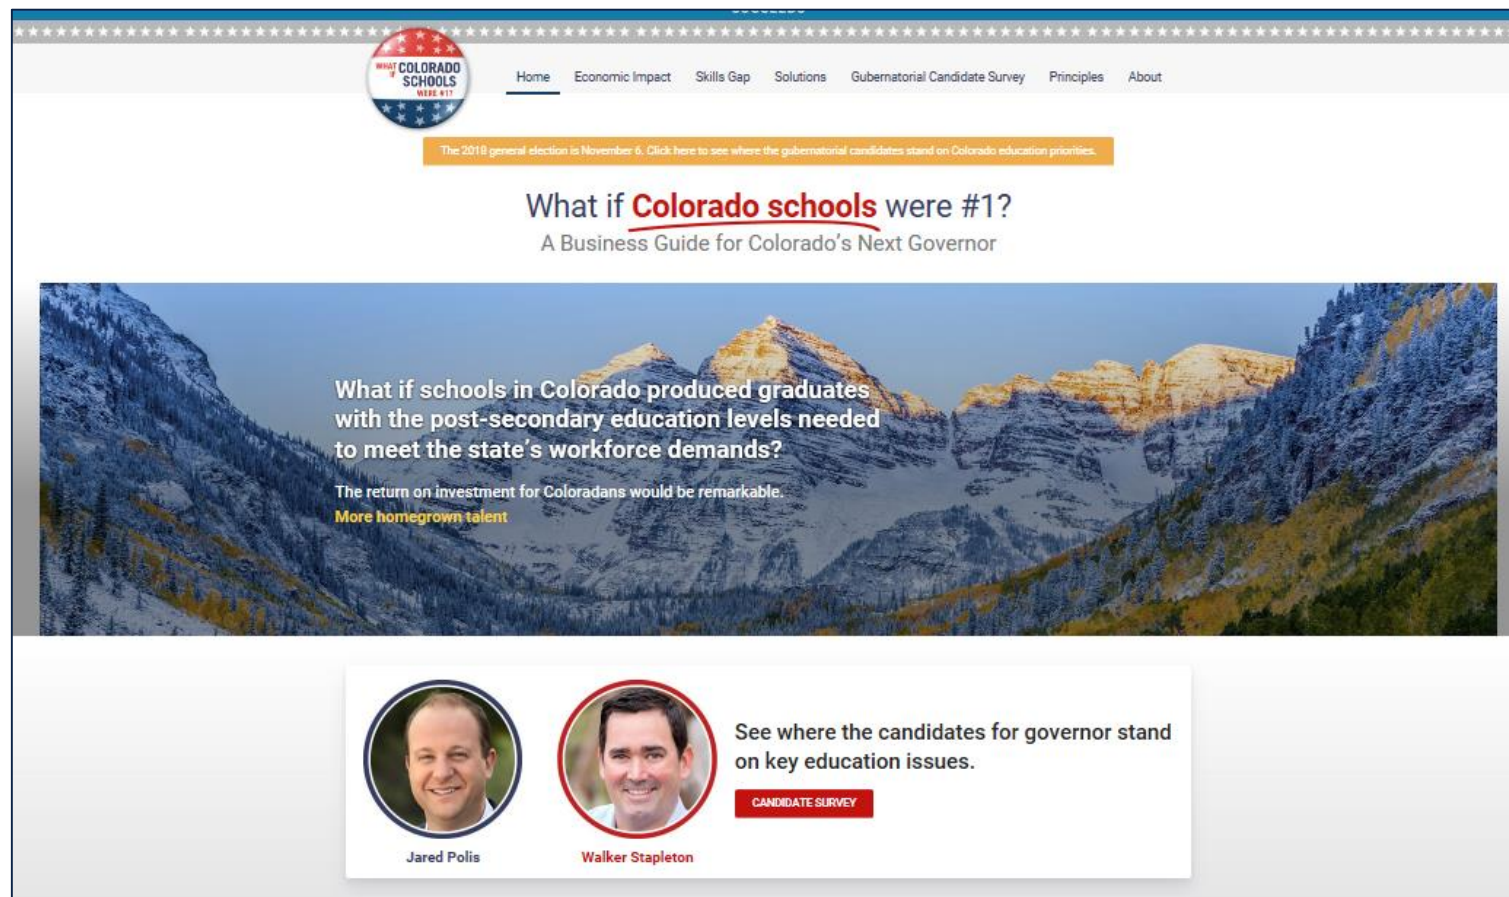 WHAT IF COLORADO
SCHOOLS
WERE #1?
Home Economic Impact Skills Gap Solutions Gubernatorial Candidate Survey Principles About
The 2018 general election is November 6. Click here to see where the gubernatorial candidates stand on Colorado education priorities.
What if Colorado schools were #1?
A Business Guide for Colorado's Next Governor
What if schools in Colorado produced graduates
with the post-secondary education levels needed
to meet the state's workforce demands?
The return on investment for Coloradans would be remarkable.
More homegrown talent
See where the candidates for governor stand
on key education issues.
CANDIDATE SURVEY
Jared Polis Walker Stapleton